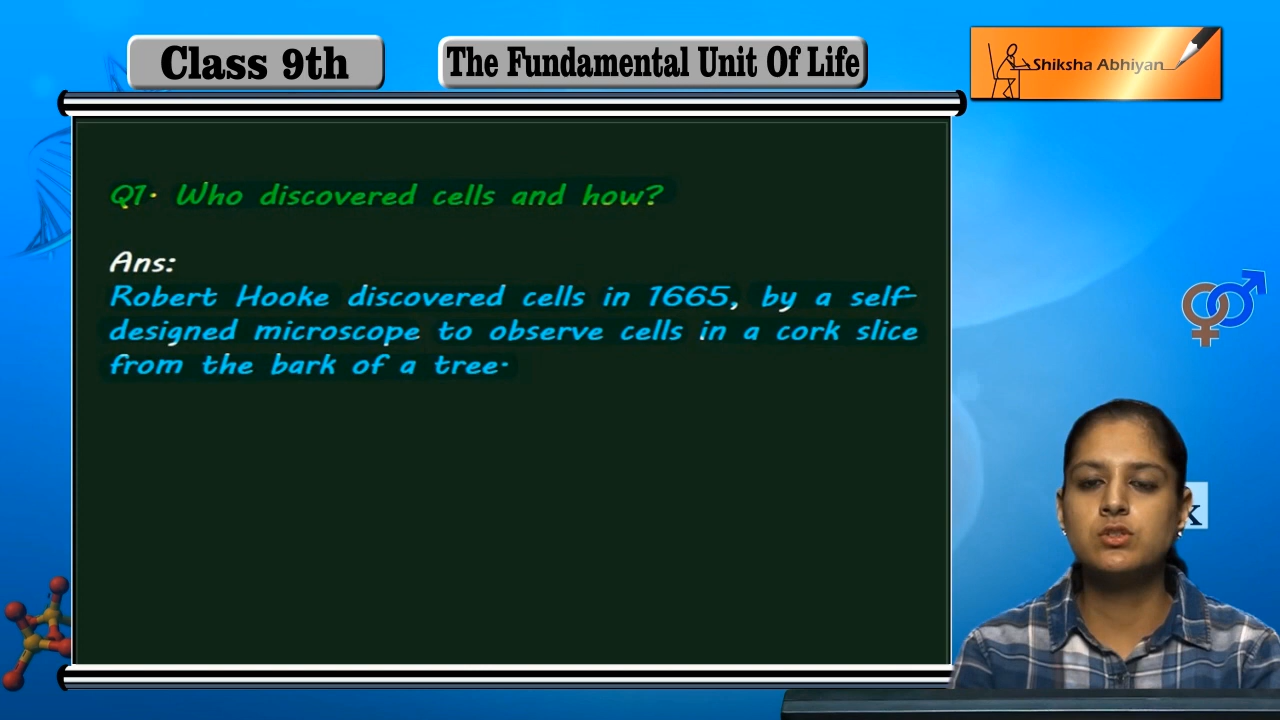 Class 9th
The Fundamental Unit Of Life
Shiksha Abhiyan
Q1. Who discovered cells and how?
Ans:
Robert Hooke discovered cells in 1665, by a self-
designed microscope to observe cells in a cork slice
from the bark of a tree.